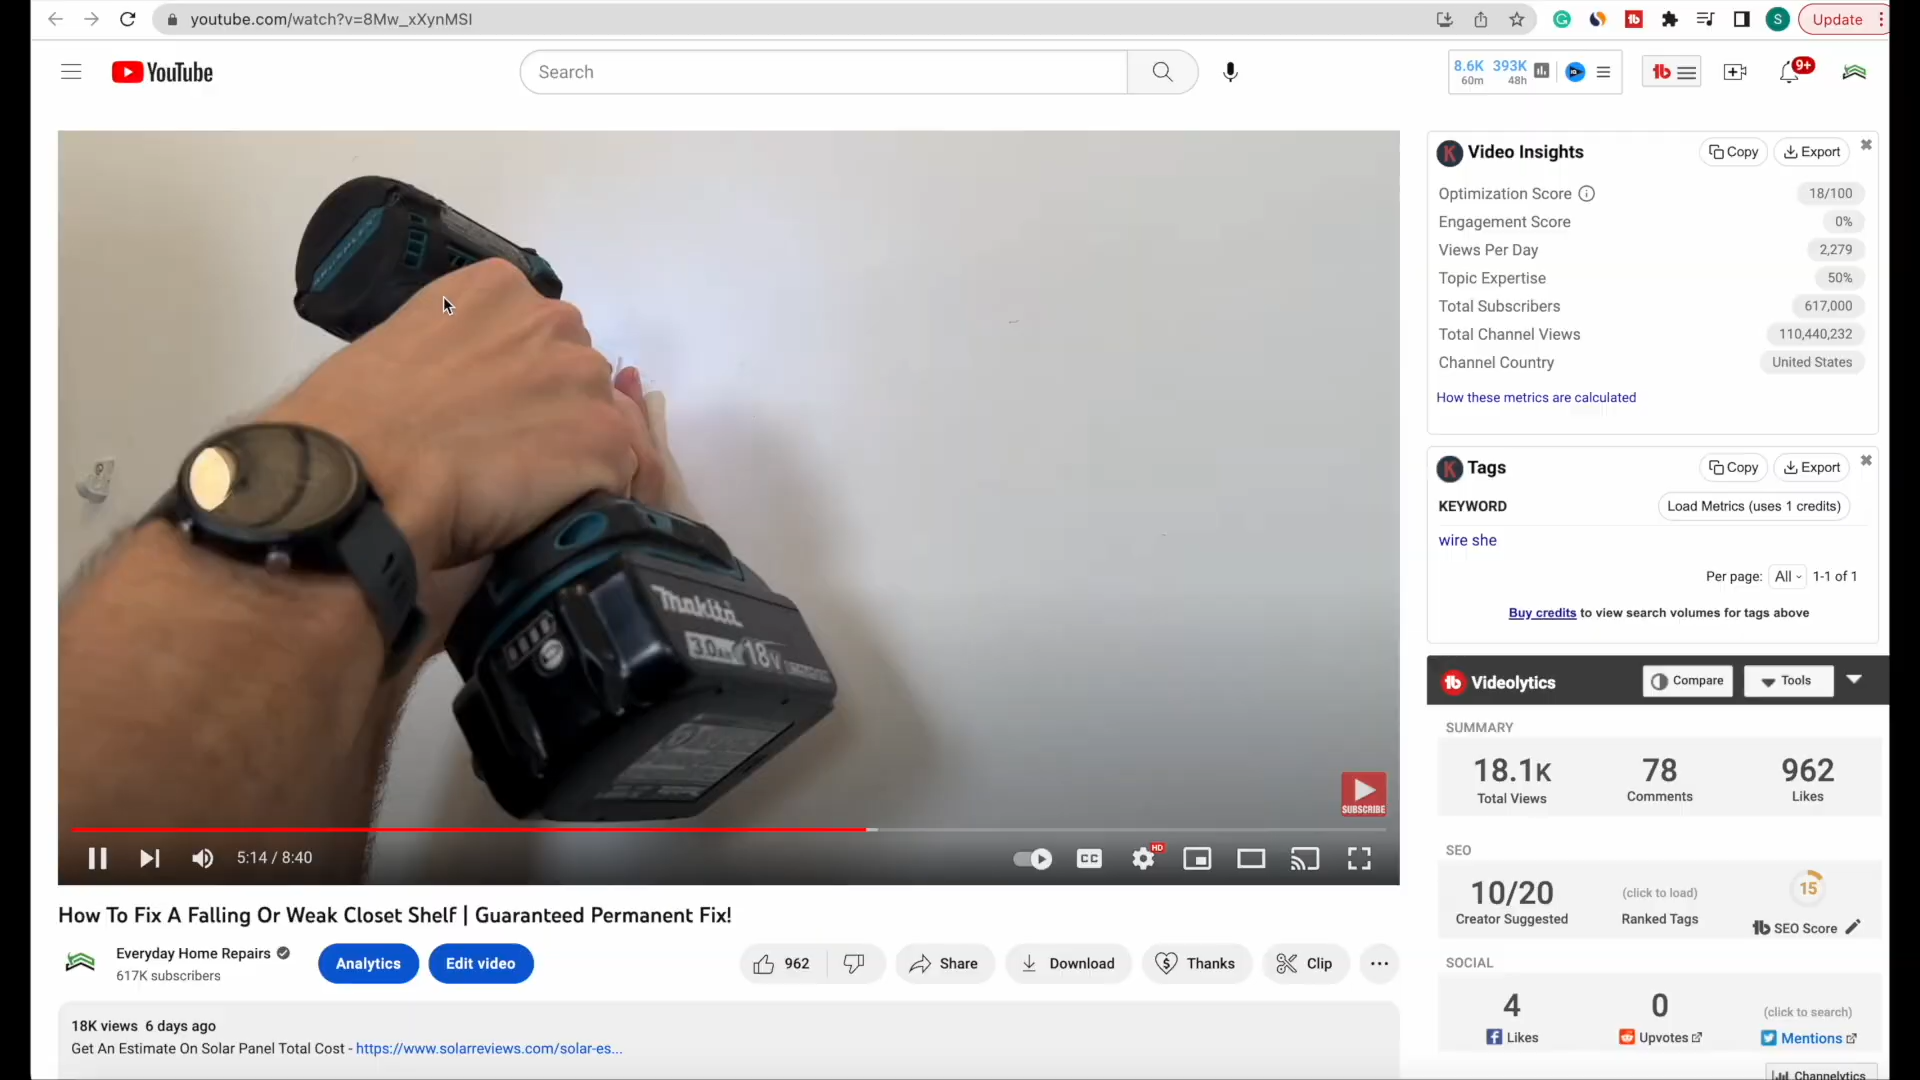 youtube.com/watch?v=8Mw_xXynMSI
S
Update
YouTube
Search
8.6K 393K
60m 48h
9+
Video Insights
Copy
Export
Optimization Score 18/100
Engagement Score 0%
Views Per Day 2,279
Topic Expertise 50%
Total Subscribers 617,000
Total Channel Views 110,440,232
Channel Country United States
How these metrics are calculated
Tags
Copy
Export
KEYWORD
Load Metrics (uses 1 credits)
wire she
Per page: All 1-1 of 1
Buy credits to view search volumes for tags above
Videolytics
Compare
Tools
SUMMARY
18.1K 78 962
Total Views Comments Likes
SEO
10/20 (click to load) 15
Creator Suggested Ranked Tags SEO Score
SOCIAL
4 0 (click to search)
Likes Upvotes Mentions
Channelytics
makita
3.0 18V
SUBSCRIBE
5:14 / 8:40
CC
HD
How To Fix A Falling Or Weak Closet Shelf | Guaranteed Permanent Fix!
Everyday Home Repairs
617K subscribers
Analytics
Edit video
962
Share
Download
Thanks
Clip
18K views 6 days ago
Get An Estimate On Solar Panel Total Cost - https://www.solarreviews.com/solar-es...